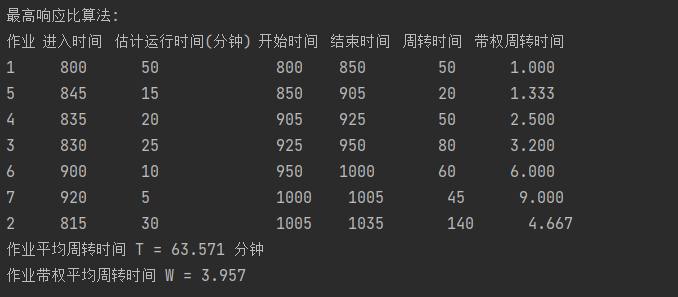 最高响应比算法:
作业 进入时间 估计运行时间(分钟) 开始时间 结束时间 周转时间 带权周转时间
1 800 50 800 850 50 1.000
5 845 15 850 905 20 1.333
4 835 20 905 925 50 2.500
3 830 25 925 950 80 3.200
6 900 10 950 1000 60 6.000
7 920 5 1000 1005 45 9.000
2 815 30 1005 1035 140 4.667
作业平均周转时间 T = 63.571 分钟
作业带权平均周转时间 W = 3.957